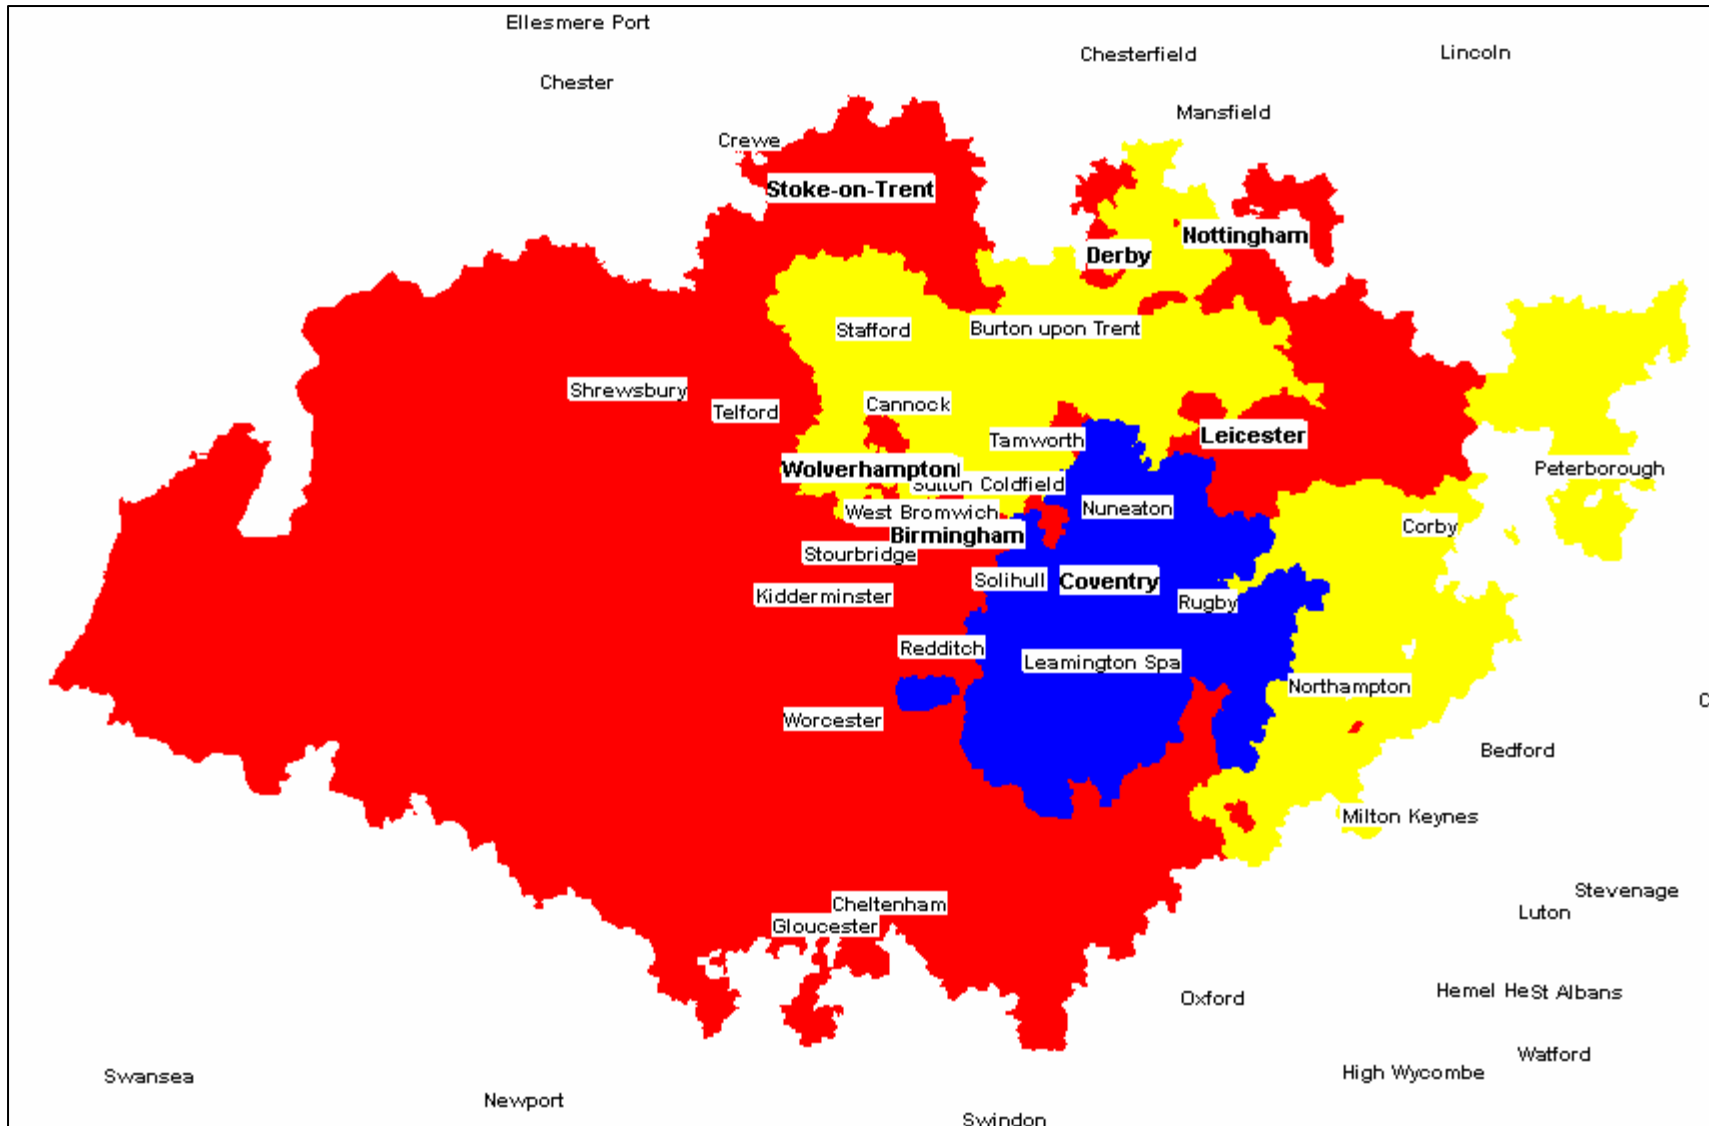 Ellesmere Port
Chesterfield
Lincoln
Chester
Mansfield
Crewe
Stoke-on-Trent
Nottingham
Derby
Stafford
Burton upon Trent
Shrewsbury
Telford
Cannock
Tamworth
Leicester
Wolverhampton
Peterborough
Sutton Coldfield
West Bromwich
Nuneaton
Corby
Birmingham
Stourbridge
Solihull
Coventry
Kidderminster
Rugby
Redditch
Leamington Spa
Northampton
C
Worcester
Bedford
Milton Keynes
Stevenage
Cheltenham
Luton
Gloucester
Oxford
Hemel He
St Albans
Watford
High Wycombe
Swansea
Newport
Swindon